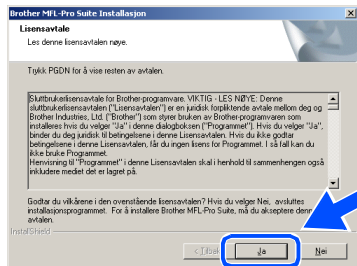 Brother MFL-Pro Suite Installasjon
Lisensavtale
Les denne lisensavtalen nøye.
Trykk PGDN for å vise resten av avtalen.
Sluttbrukerlisensavtale for Brother-programvare. VIKTIG - LES NØYE: Denne
sluttbrukerlisensavtalen ("Lisensavtalen") er en juridisk forpliktende avtale mellom deg og
Brother Industries, Ltd. ("Brother") som styrer bruken av Brother-programvaren som
installeres hvis du velger "Ja" i denne dialogboksen ("Programmet"). Hvis du velger "Ja",
binder du deg juridisk til betingelsene i denne Lisensavtalen. Hvis du ikke godtar
betingelsene i denne Lisensavtalen, får du ingen lisens for Programmet. I så fall kan du
ikke bruke Programmet.
Henvisning til "Programmet" i denne Lisensavtalen skal i henhold til sammenhengen også
inkludere mediet det er lagret på.
Godtar du vilkårene i den ovenstående lisensavtalen? Hvis du velger Nei, avsluttes
installasjonsprogrammet. For å installere Brother MFL-Pro Suite, må du akseptere
avtalen.
InstallShield
Ja
Nei